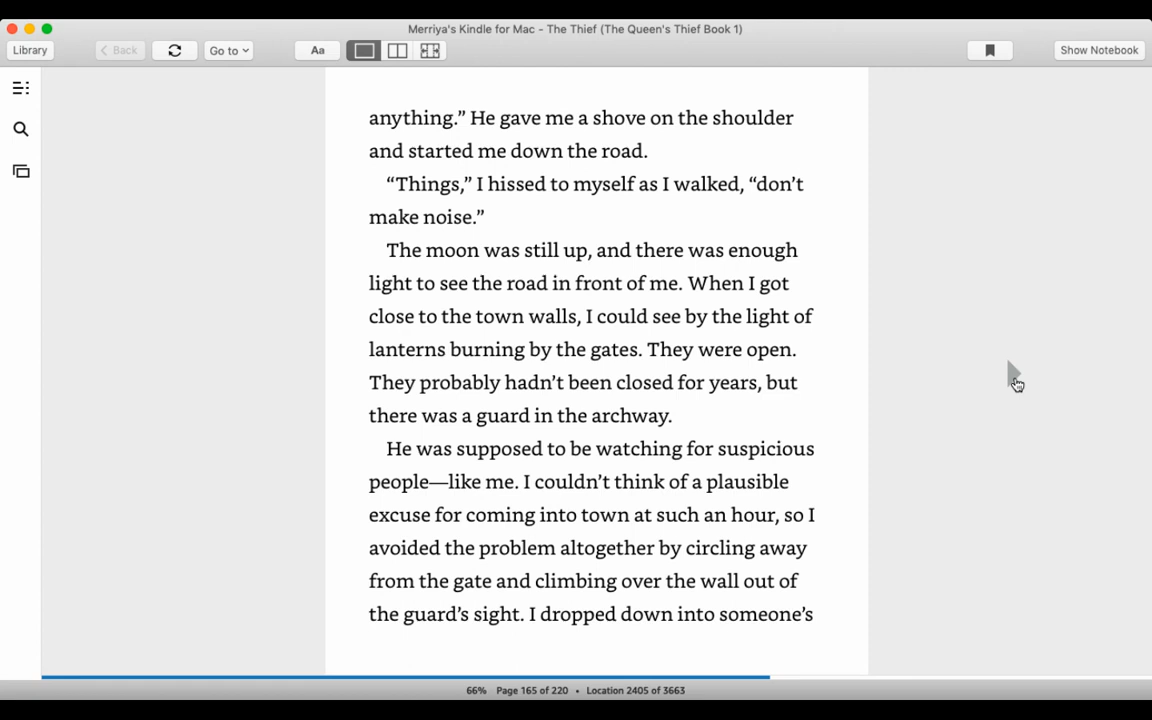 Merriya's Kindle for Mac - The Thief (The Queen's Thief Book 1)
Library
Back
Go to
Aa
Show Notebook
anything.” He gave me a shove on the shoulder
and started me down the road.
“Things,” I hissed to myself as I walked, “don’t
make noise.”
The moon was still up, and there was enough
light to see the road in front of me. When I got
close to the town walls, I could see by the light of
lanterns burning by the gates. They were open.
They probably hadn’t been closed for years, but
there was a guard in the archway.
He was supposed to be watching for suspicious
people—like me. I couldn’t think of a plausible
excuse for coming into town at such an hour, so I
avoided the problem altogether by circling away
from the gate and climbing over the wall out of
the guard’s sight. I dropped down into someone’s
66% Page 165 of 220 • Location 2405 of 3663